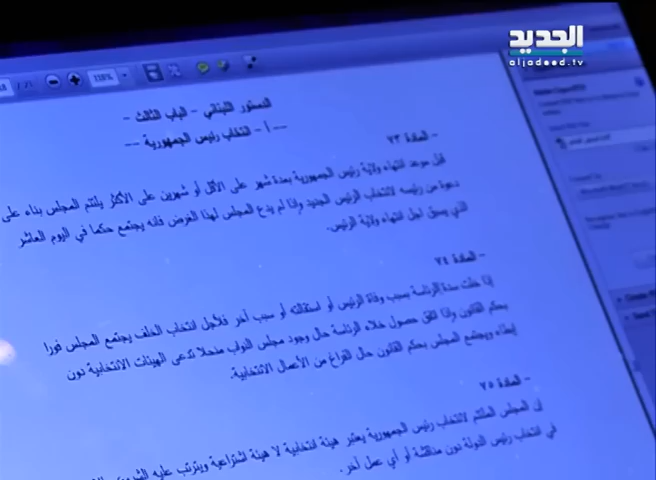 الجديد
aljadeed.tv
الدستور اللبناني - الباب الثالث -
-- أ - انتخاب رئيس الجمهورية --
- المادة ٧٣
قبل موعد انتهاء ولاية رئيس الجمهورية بمدة شهر على الأقل أو شهرين على الأكثر يلتئم المجلس بناء على
دعوة من رئيسه لانتخاب الرئيس الجديد واذا لم يدع المجلس لهذا الغرض فانه يجتمع حكما في اليوم العاشر
الذي يسبق اجل انتهاء ولاية الرئيس.
- المادة ٧٤
إذا خلت سدة الرئاسة بسبب وفاة الرئيس أو استقالته أو سبب آخر فلأجل انتخاب الخلف يجتمع المجلس فورا
بحكم القانون وإذا اتفق حصول خلاء الرئاسة حال وجود مجلس النواب منحلا تدعى الهيئات الانتخابية دون
إبطاء ويجتمع المجلس بحكم القانون حال الفراغ من الأعمال الانتخابية.
- المادة ٧٥
إن المجلس الملتئم لانتخاب رئيس الجمهورية يعتبر هيئة انتخابية لا هيئة اشتراعية ويترتب عليه الشروع
في انتخاب رئيس الدولة دون مناقشة أو أي عمل آخر.